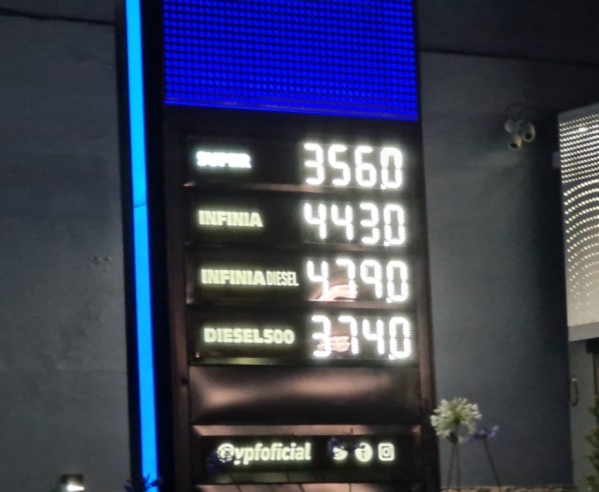 SUPER 356.0
INFINIA 443.0
INFINIA DIESEL 479.0
DIESEL500 374.0
@ypfoficial